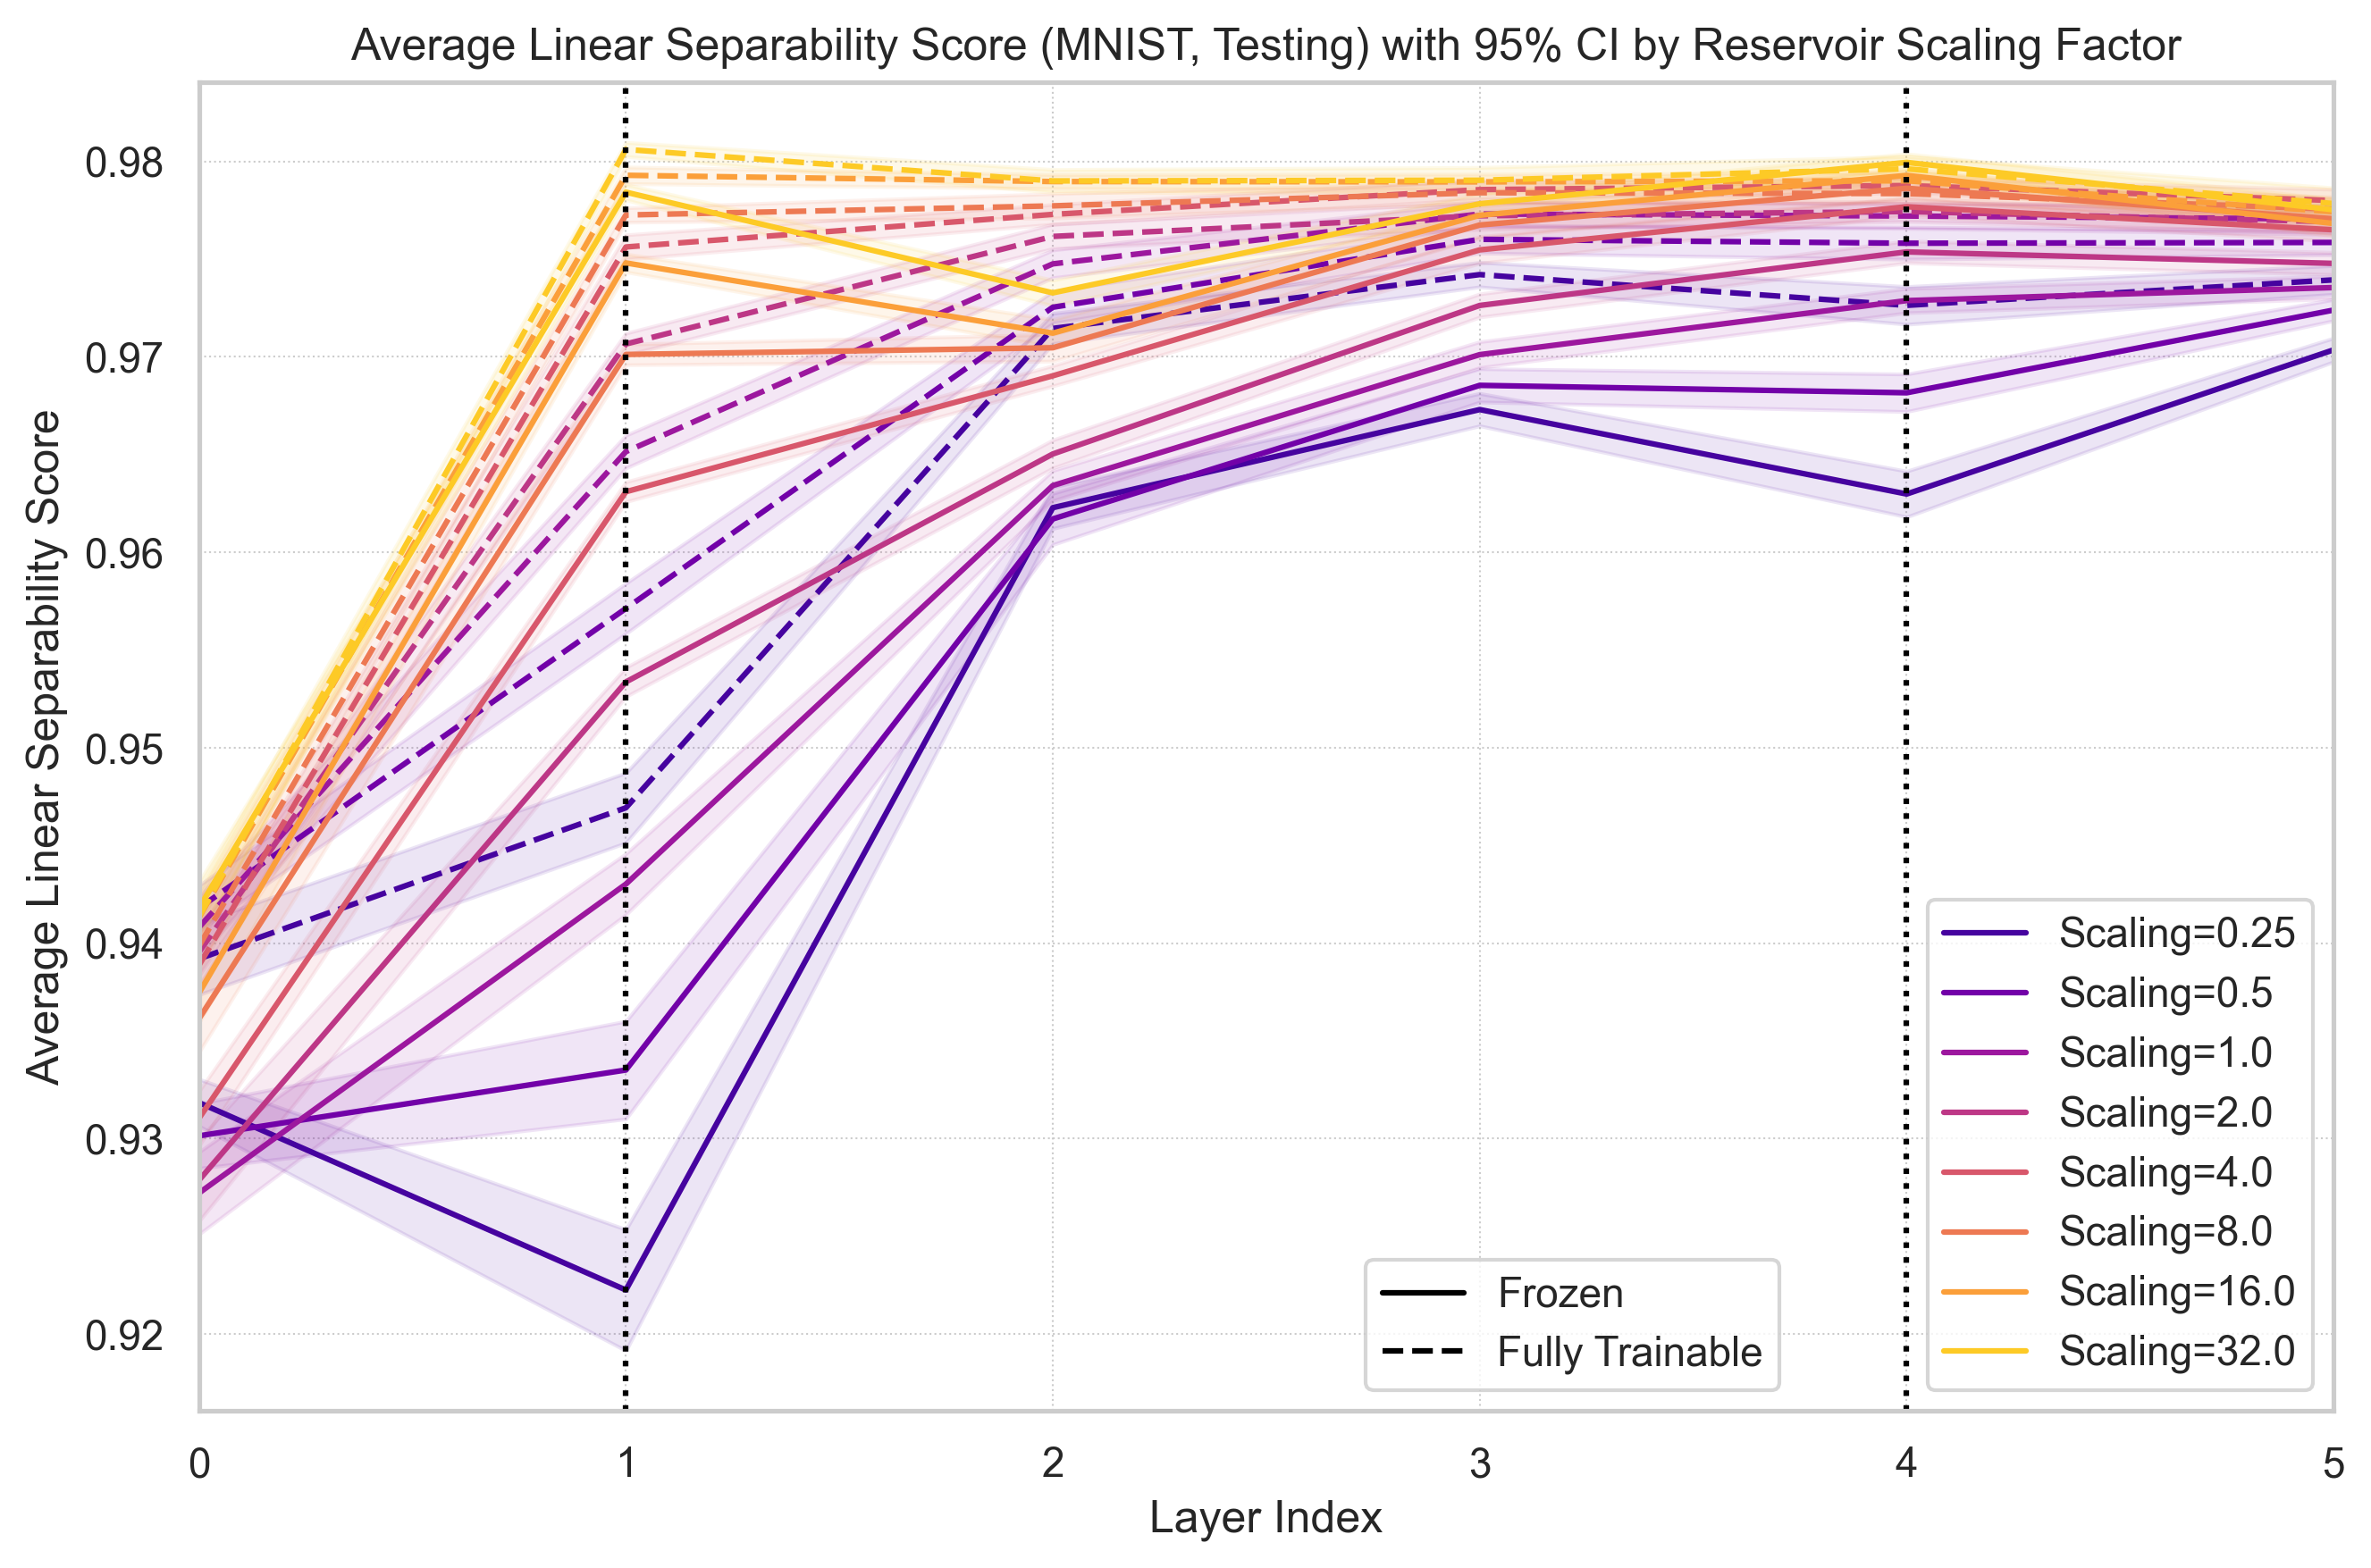 Average Linear Separability Score (MNIST, Testing) with 95% CI by Reservoir Scaling Factor
Average Linear Separability Score
0.98
0.97
0.96
0.95
0.94
0.93
0.92
Scaling=0.25
Scaling=0.5
Scaling=1.0
Scaling=2.0
Scaling=4.0
Scaling=8.0
Scaling=16.0
Scaling=32.0
Frozen
Fully Trainable
0 1 2 3 4 5
Layer Index